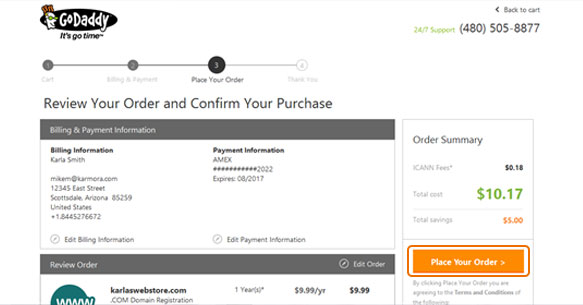 GoDaddy™
It's go time™
Back to cart
24/7 Support (480) 505-8877
1 2 3 4
Cart Billing & Payment Place Your Order Thank You
Review Your Order and Confirm Your Purchase
Billing & Payment Information
Billing Information
Karla Smith
mikem@karmora.com
12345 East Street
Scottsdale, Arizona 85259
United States
+1.8445276672
Edit Billing Information
Payment Information
AMEX
###########2022
Expires: 08/2017
Edit Payment Information
Review Order Edit Order
www
karlaswebstore.com 1 Year(s)* $9.99/yr $9.99
.COM Domain Registration
Order Summary
ICANN Fees* $0.18
Total cost $10.17
Total savings $5.00
Place Your Order >
By clicking Place Your Order you are
agreeing to the Terms and Conditions of
the following: